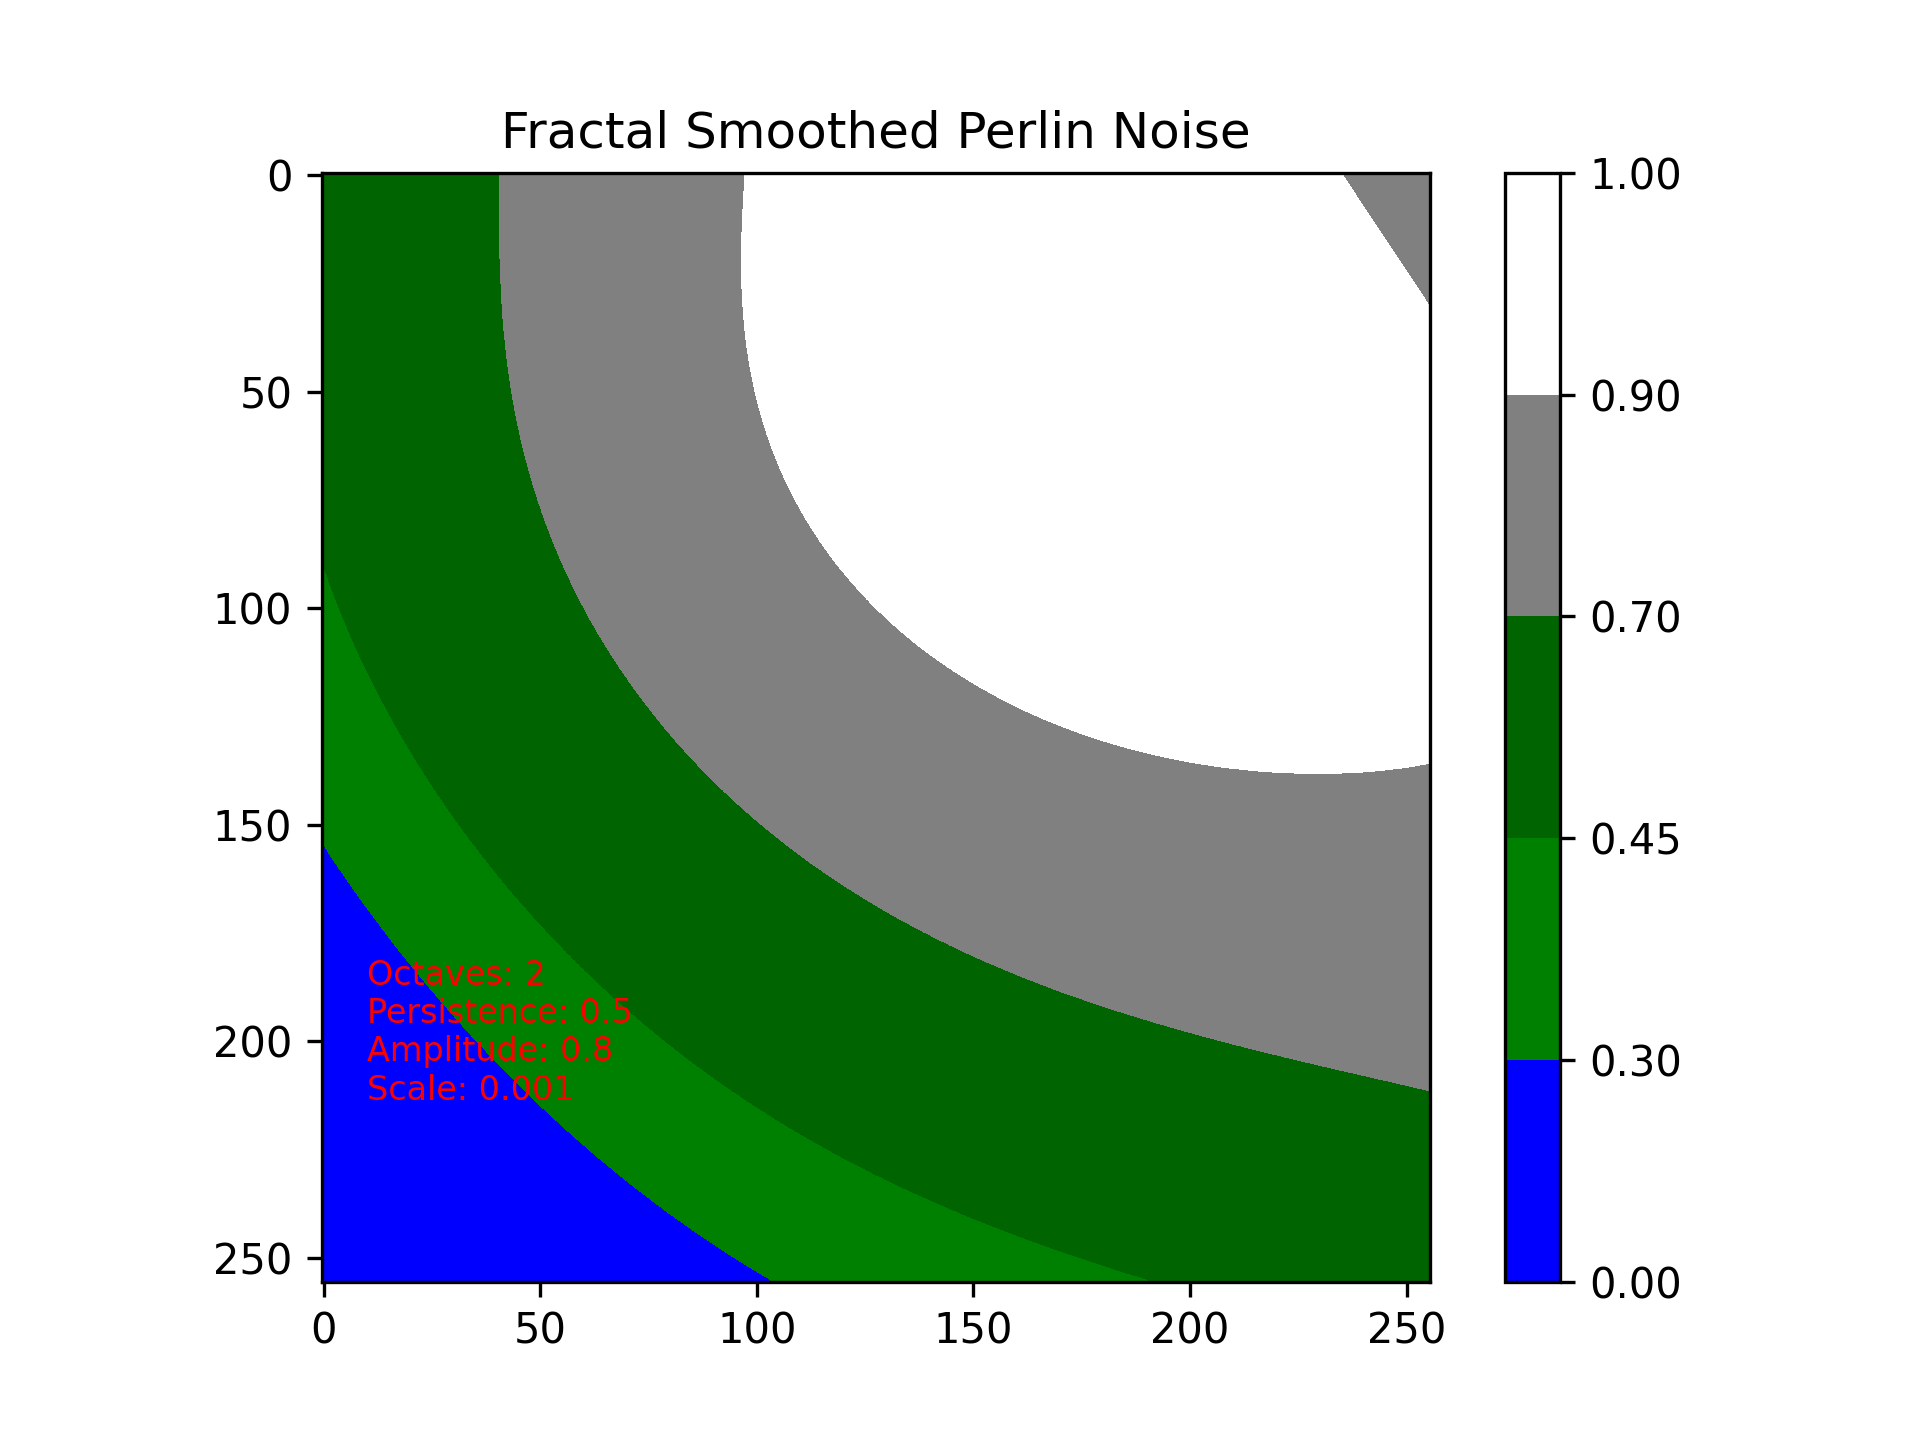 Fractal Smoothed Perlin Noise
0
50
100
150
200
250
Octaves: 2
Persistence: 0.5
Amplitude: 0.8
Scale: 0.001
0 50 100 150 200 250
1.00
0.90
0.70
0.45
0.30
0.00